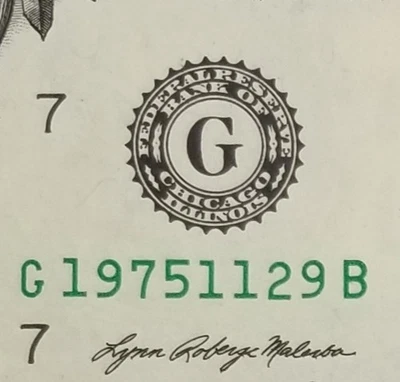 7
FEDERAL RESERVE
BANK OF
G
CHICAGO
ILLINOIS
G 19751129 B
7
Lynn Roberge Malerba